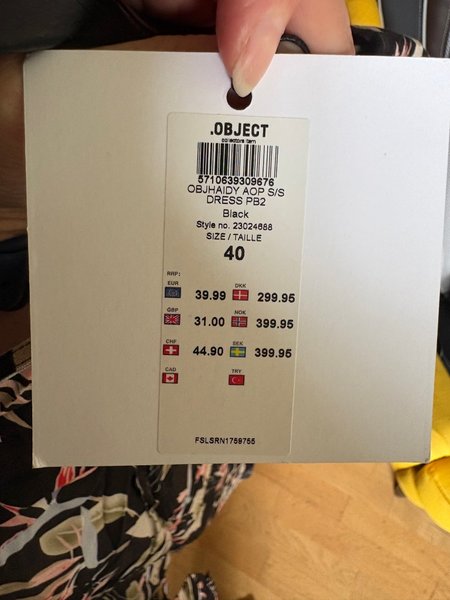 .OBJECT
collectors item
5710639309676
OBJHAIDY AOP S/S
DRESS PB2
Black
Style no. 23024688
SIZE / TAILLE
40
RRP:
EUR 39.99 DKK 299.95
GBP 31.00 NOK 399.95
CHF 44.90 SEK 399.95
CAD TRY
FSLSRN1759755